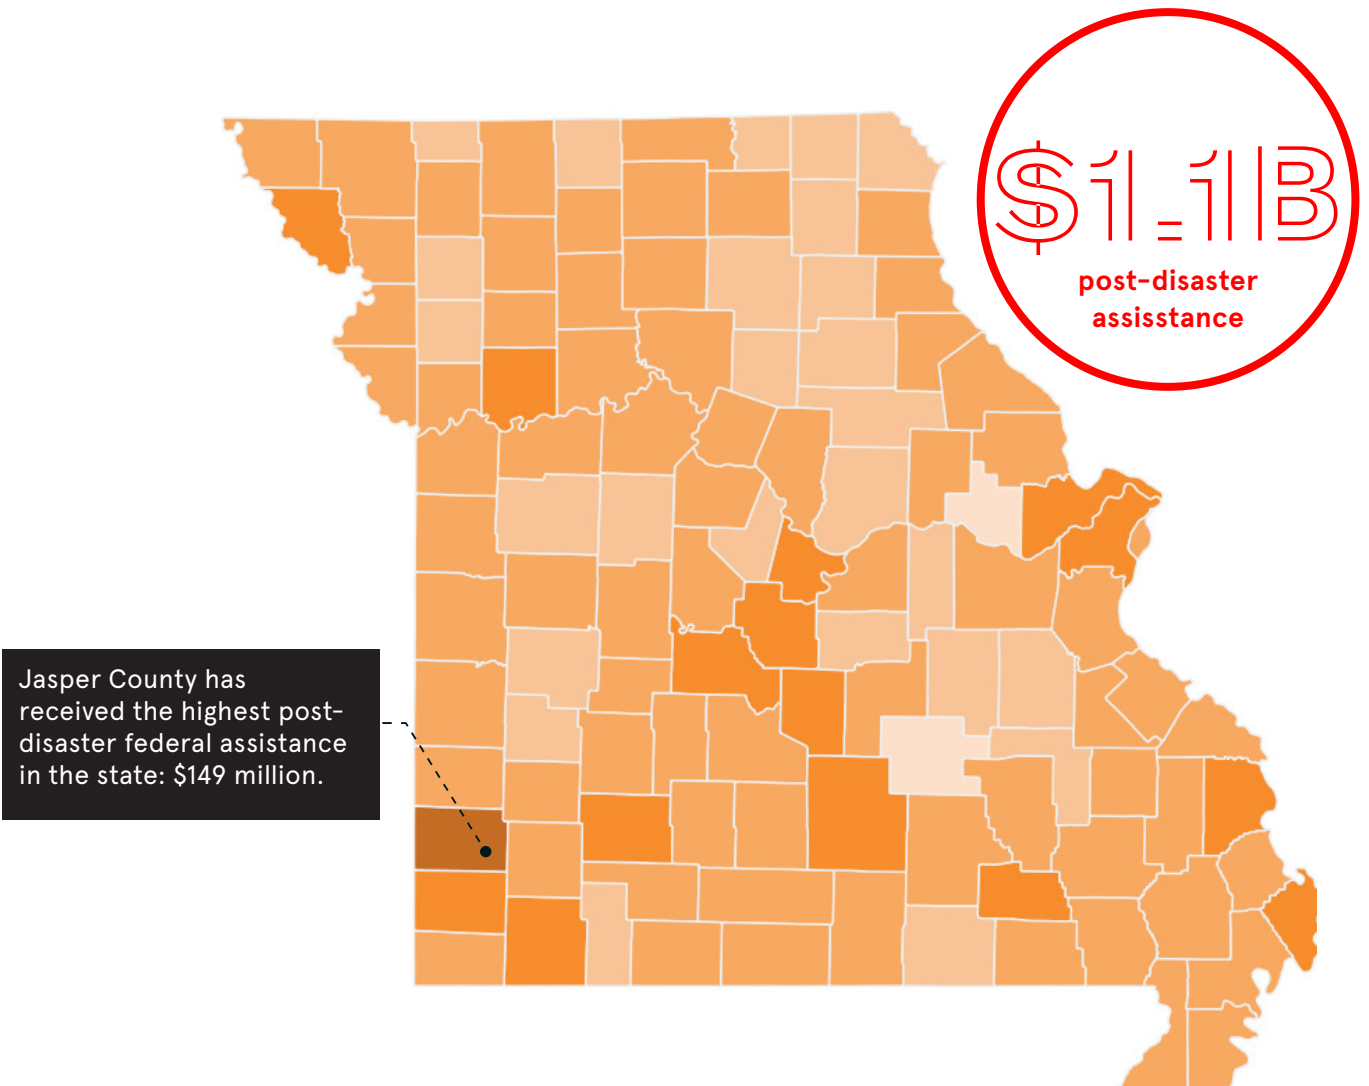 $1.1B
post-disaster
assisstance
Jasper County has
received the highest post-
disaster federal assistance
in the state: $149 million.